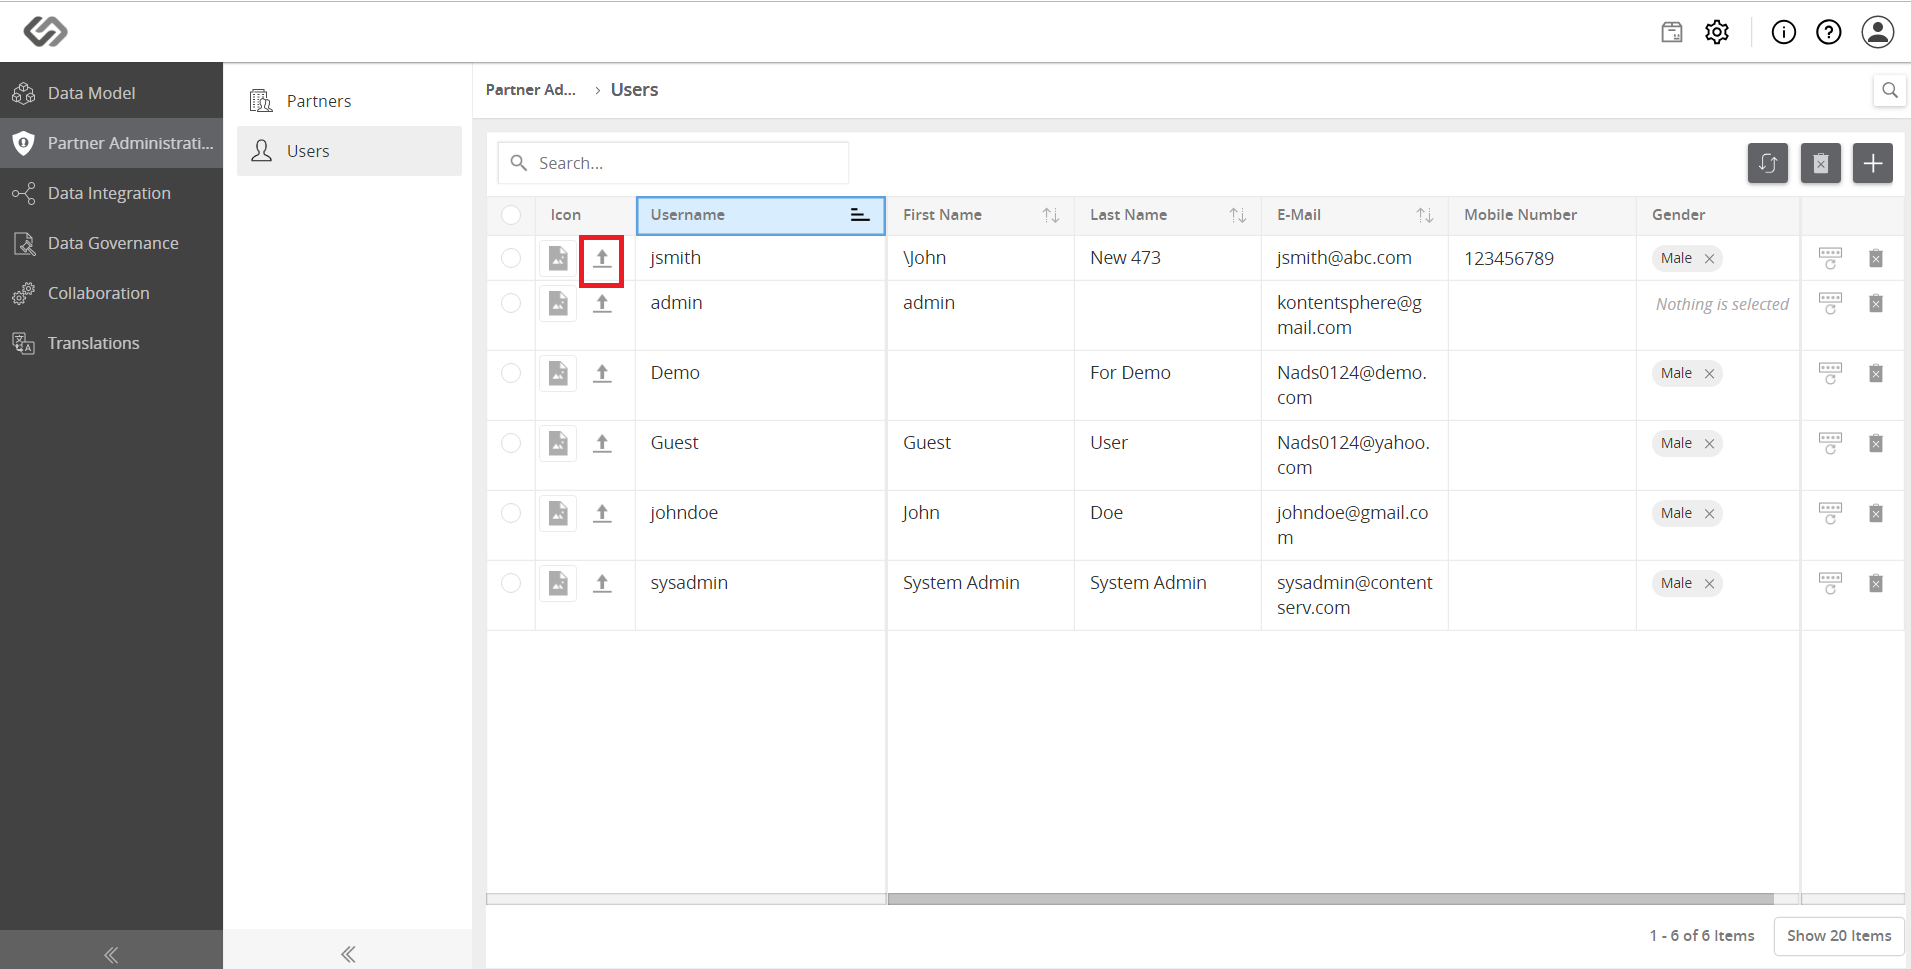 Data Model
Partner Administrati...
Data Integration
Data Governance
Collaboration
Translations
Partners
Users
Partner Ad... › Users
Search...
Icon Username First Name Last Name E-Mail Mobile Number Gender
jsmith \John New 473 jsmith@abc.com 123456789 Male
admin admin kontentsphere@g Nothing is selected
mail.com
Demo For Demo Nads0124@demo. Male
com
Guest Guest User Nads0124@yahoo. Male
com
johndoe John Doe johndoe@gmail.co Male
m
sysadmin System Admin System Admin sysadmin@content Male
serv.com
1 - 6 of 6 Items Show 20 Items